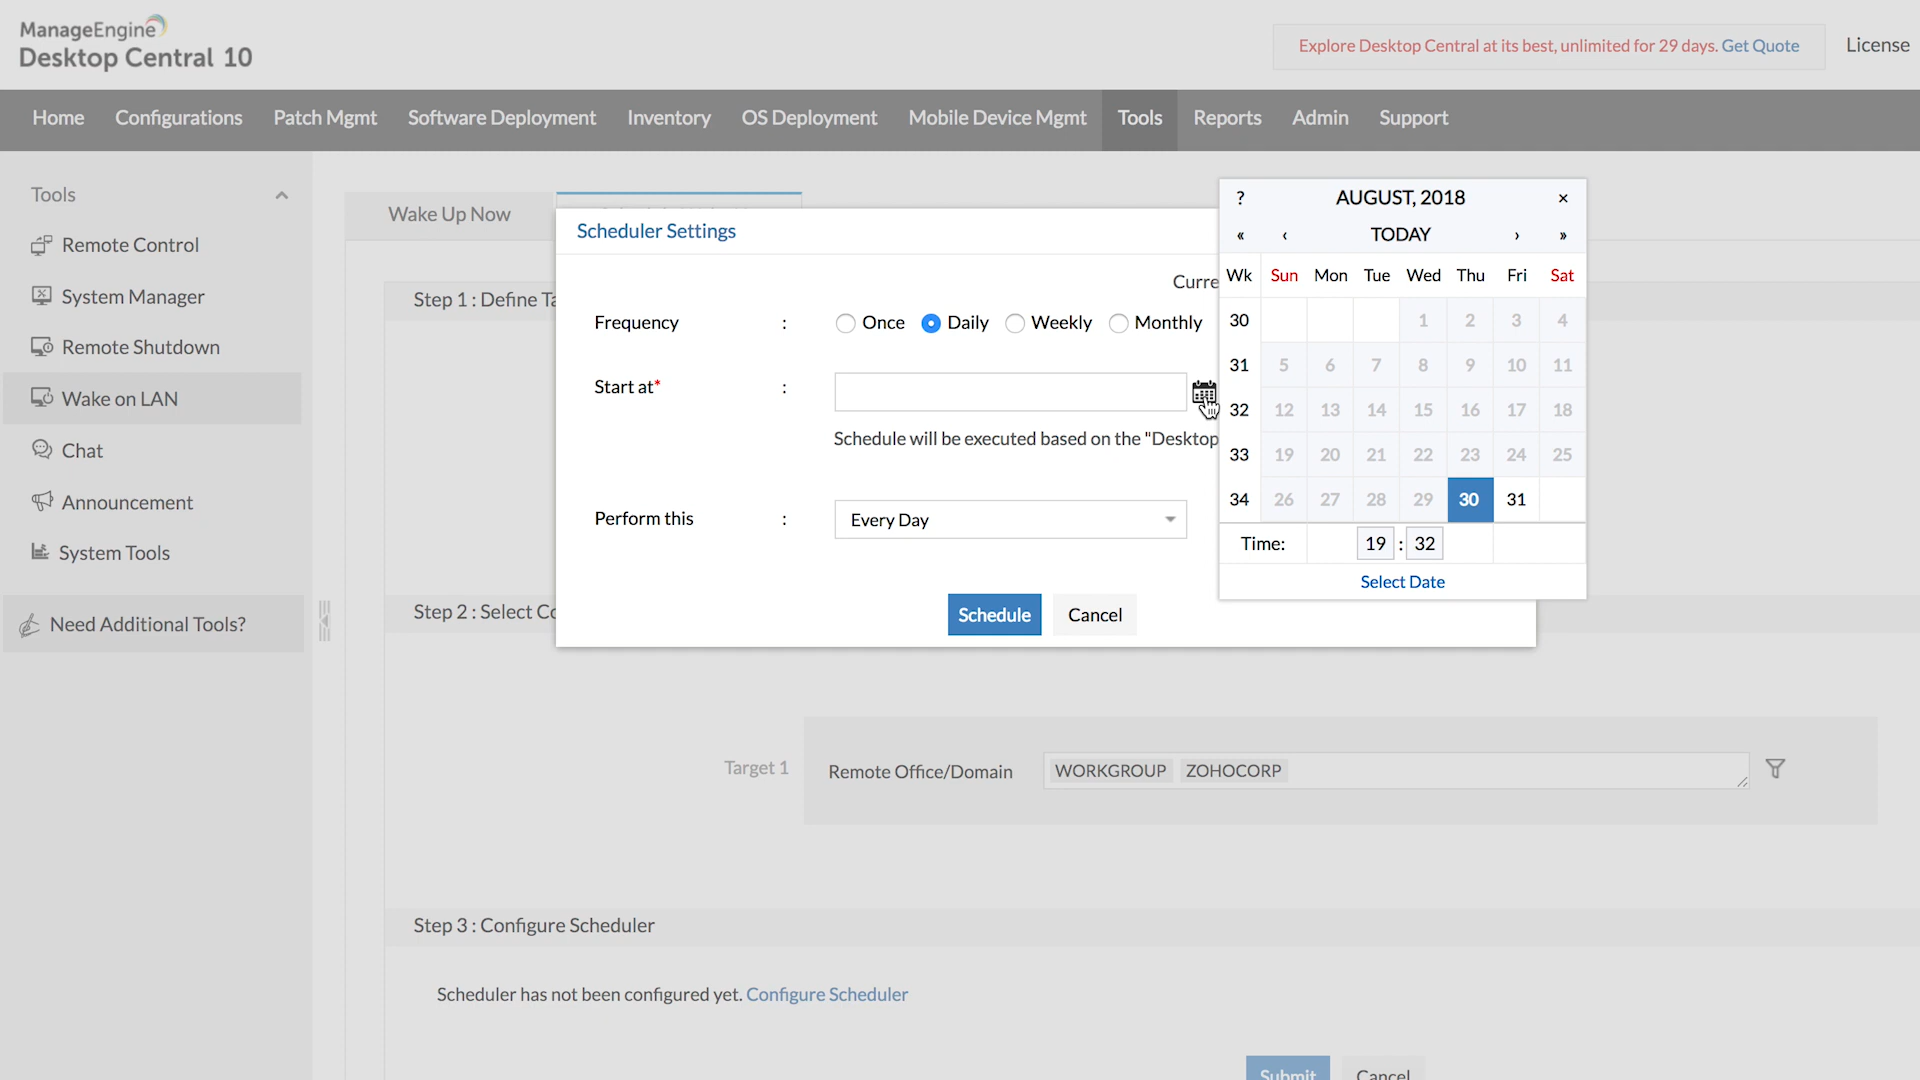 ManageEngine
Desktop Central 10
Explore Desktop Central at its best, unlimited for 29 days. Get Quote
License
Home Configurations Patch Mgmt Software Deployment Inventory OS Deployment Mobile Device Mgmt Tools Reports Admin Support
Tools
Remote Control
System Manager
Remote Shutdown
Wake on LAN
Chat
Announcement
System Tools
Need Additional Tools?
Wake Up Now
Step 1 : Define Ta
Scheduler Settings
Curre
Frequency : Once Daily Weekly Monthly
Start at* :
Schedule will be executed based on the "Desktop
Perform this : Every Day
Schedule Cancel
? AUGUST, 2018 ×
« ‹ TODAY › »
Wk Sun Mon Tue Wed Thu Fri Sat
30 1 2 3 4
31 5 6 7 8 9 10 11
32 12 13 14 15 16 17 18
33 19 20 21 22 23 24 25
34 26 27 28 29 30 31
Time: 19 : 32
Select Date
Step 2 : Select Co
Target 1
Remote Office/Domain WORKGROUP ZOHOCORP
Step 3 : Configure Scheduler
Scheduler has not been configured yet. Configure Scheduler
Submit Cancel